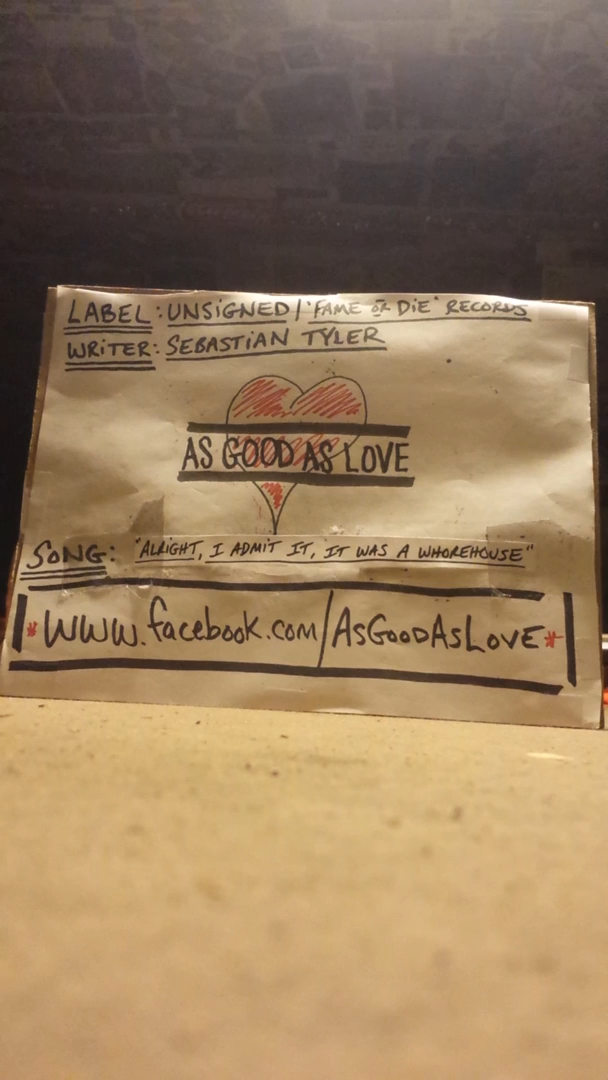 LABEL: UNSIGNED / 'FAME OR DIE' RECORDS
WRITER: SEBASTIAN TYLER
AS GOOD AS LOVE
SONG: "ALRIGHT, I ADMIT IT, IT WAS A WHOREHOUSE"
*WWW.facebook.com/AsGoodAsLovE*